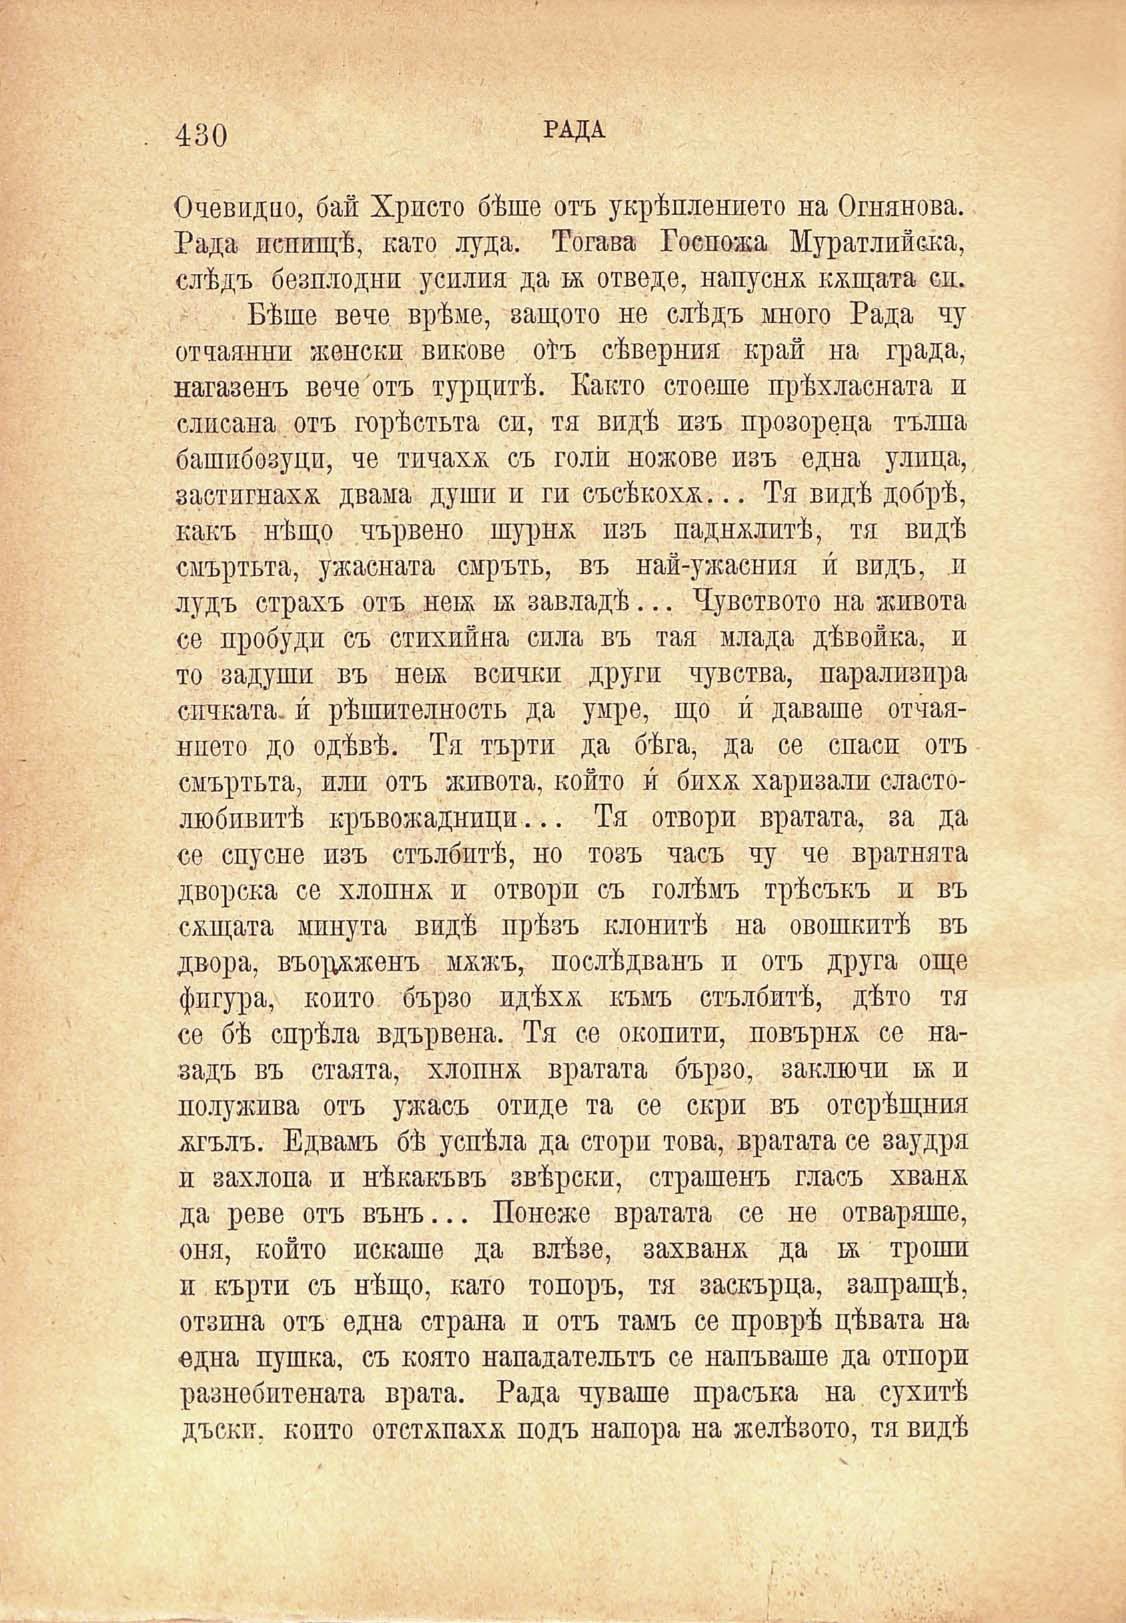 430 РАДА
Очевидно, бай Христо бѣше отъ укрѣплението на Огнянова.
Рада испищѣ, като луда. Тогава Госпожа Муратлийска,
слѣдъ безплодни усилия да ѭ отведе, напуснѫ кѫщата си.
Бѣше вече врѣме, защото не слѣдъ много Рада чу
отчаянни женски викове отъ сѣверния край на града,
нагазенъ вече отъ турцитѣ. Както стоеше прѣхласната и
слисана отъ горѣстьта си, тя видѣ изъ прозореца тълпа
башибозуци, че тичахѫ съ голи ножове изъ една улица,
застигнахѫ двама души и ги съсѣкохѫ... Тя видѣ добрѣ,
какъ нѣщо чървено шурнѫ изъ паднѫлитѣ, тя видѣ
смъртьта, ужасната смръть, въ най-ужасния ѝ видъ, и
лудъ страхъ отъ неѭ ѭ завладѣ... Чувството на живота
се пробуди съ стихийна сила въ тая млада дѣвойка, и
то задуши въ неѭ всички други чувства, парализира
сичката ѝ рѣшителность да умре, що ѝ даваше отчая-
нието до одѣвѣ. Тя търти да бѣга, да се спаси отъ
смъртьта, или отъ живота, който ѝ бихѫ харизали сласто-
любивитѣ кръвожадници... Тя отвори вратата, за да
се спусне изъ стълбитѣ, но тозъ часъ чу че вратнята
дворска се хлопнѫ и отвори съ голѣмъ трѣсъкъ и въ
сѫщата минута видѣ прѣзъ клонитѣ на овошкитѣ въ
двора, въорѫженъ мѫжъ, послѣдванъ и отъ друга още
фигура, които бързо идѣхѫ къмъ стълбитѣ, дѣто тя
се бѣ спрѣла вдървена. Тя се окопити, повърнѫ се на-
задъ въ стаята, хлопнѫ вратата бързо, заключи ѭ и
полужива отъ ужасъ отиде та се скри въ отсрѣщния
ѫгълъ. Едвамъ бѣ успѣла да стори това, вратата се заудря
и захлопа и нѣкакъвъ звѣрски, страшенъ гласъ хванѫ
да реве отъ вънъ... Понеже вратата се не отваряше,
оня, който искаше да влѣзе, захванѫ да ѭ троши
и кърти съ нѣщо, като топоръ, тя заскърца, запращѣ,
отзина отъ една страна и отъ тамъ се проврѣ цѣвата на
една пушка, съ която нападательтъ се напъваше да отпори
разнебитената врата. Рада чуваше прасъка на сухитѣ
дъски, които отстѫпахѫ подъ напора на желѣзото, тя видѣ